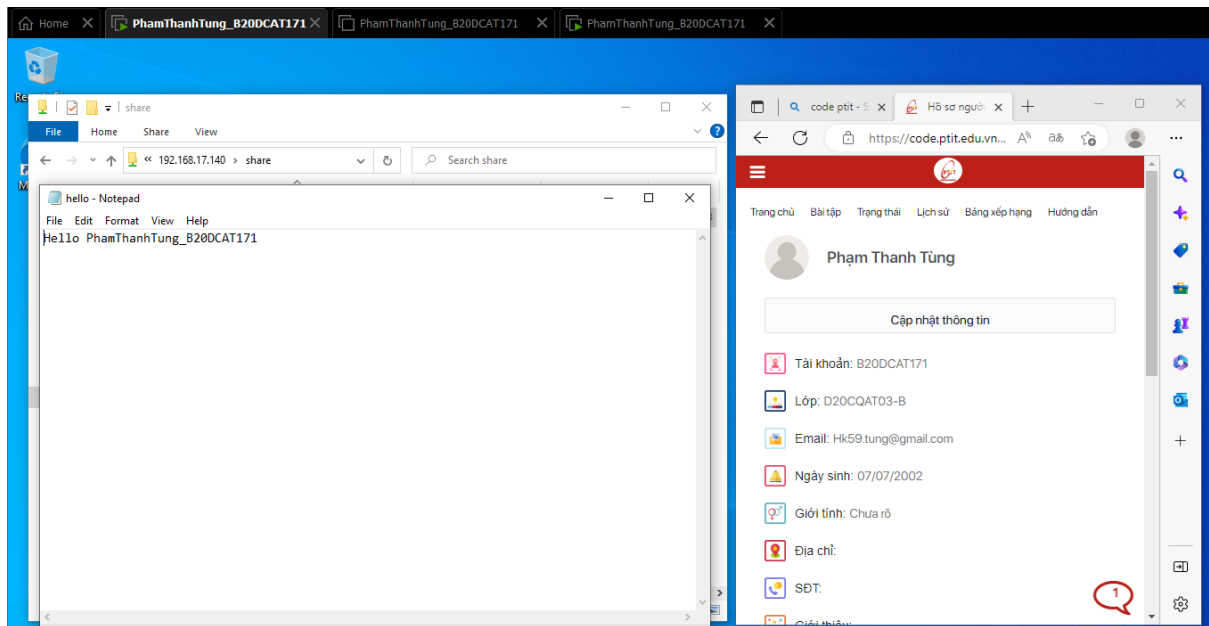 Home
PhamThanhTung_B20DCAT171
PhamThanhTung_B20DCAT171
PhamThanhTung_B20DCAT171
share
File Home Share View
192.168.17.140 › share
Search share
hello - Notepad
File Edit Format View Help
Hello PhamThanhTung_B20DCAT171
code ptit - S
Hồ sơ người
https://code.ptit.edu.vn...
Trang chủ Bài tập Trạng thái Lịch sử Bảng xếp hạng Hướng dẫn
Phạm Thanh Tùng
Cập nhật thông tin
Tài khoản: B20DCAT171
Lớp: D20CQAT03-B
Email: Hk59.tung@gmail.com
Ngày sinh: 07/07/2002
Giới tính: Chưa rõ
Địa chỉ:
SĐT:
1
Giới thiệu: